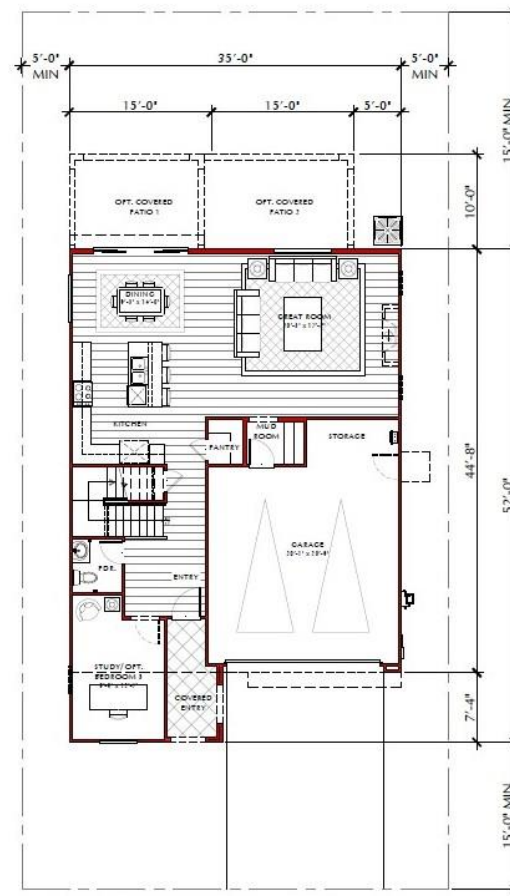 5'-0"
MIN
35'-0"
5'-0"
MIN
15'-0"
15'-0"
5'-0"
15'-0" MIN
10'-0"
OPT. COVERED
PATIO 1
OPT. COVERED
PATIO 2
DINING
GREAT ROOM
KITCHEN
PANTRY
MUD
ROOM
STORAGE
44'-8"
52'-0"
GARAGE
PDR.
ENTRY
STUDY/OPT.
BEDROOM 5
COVERED
ENTRY
7'-4"
15'-0" MIN